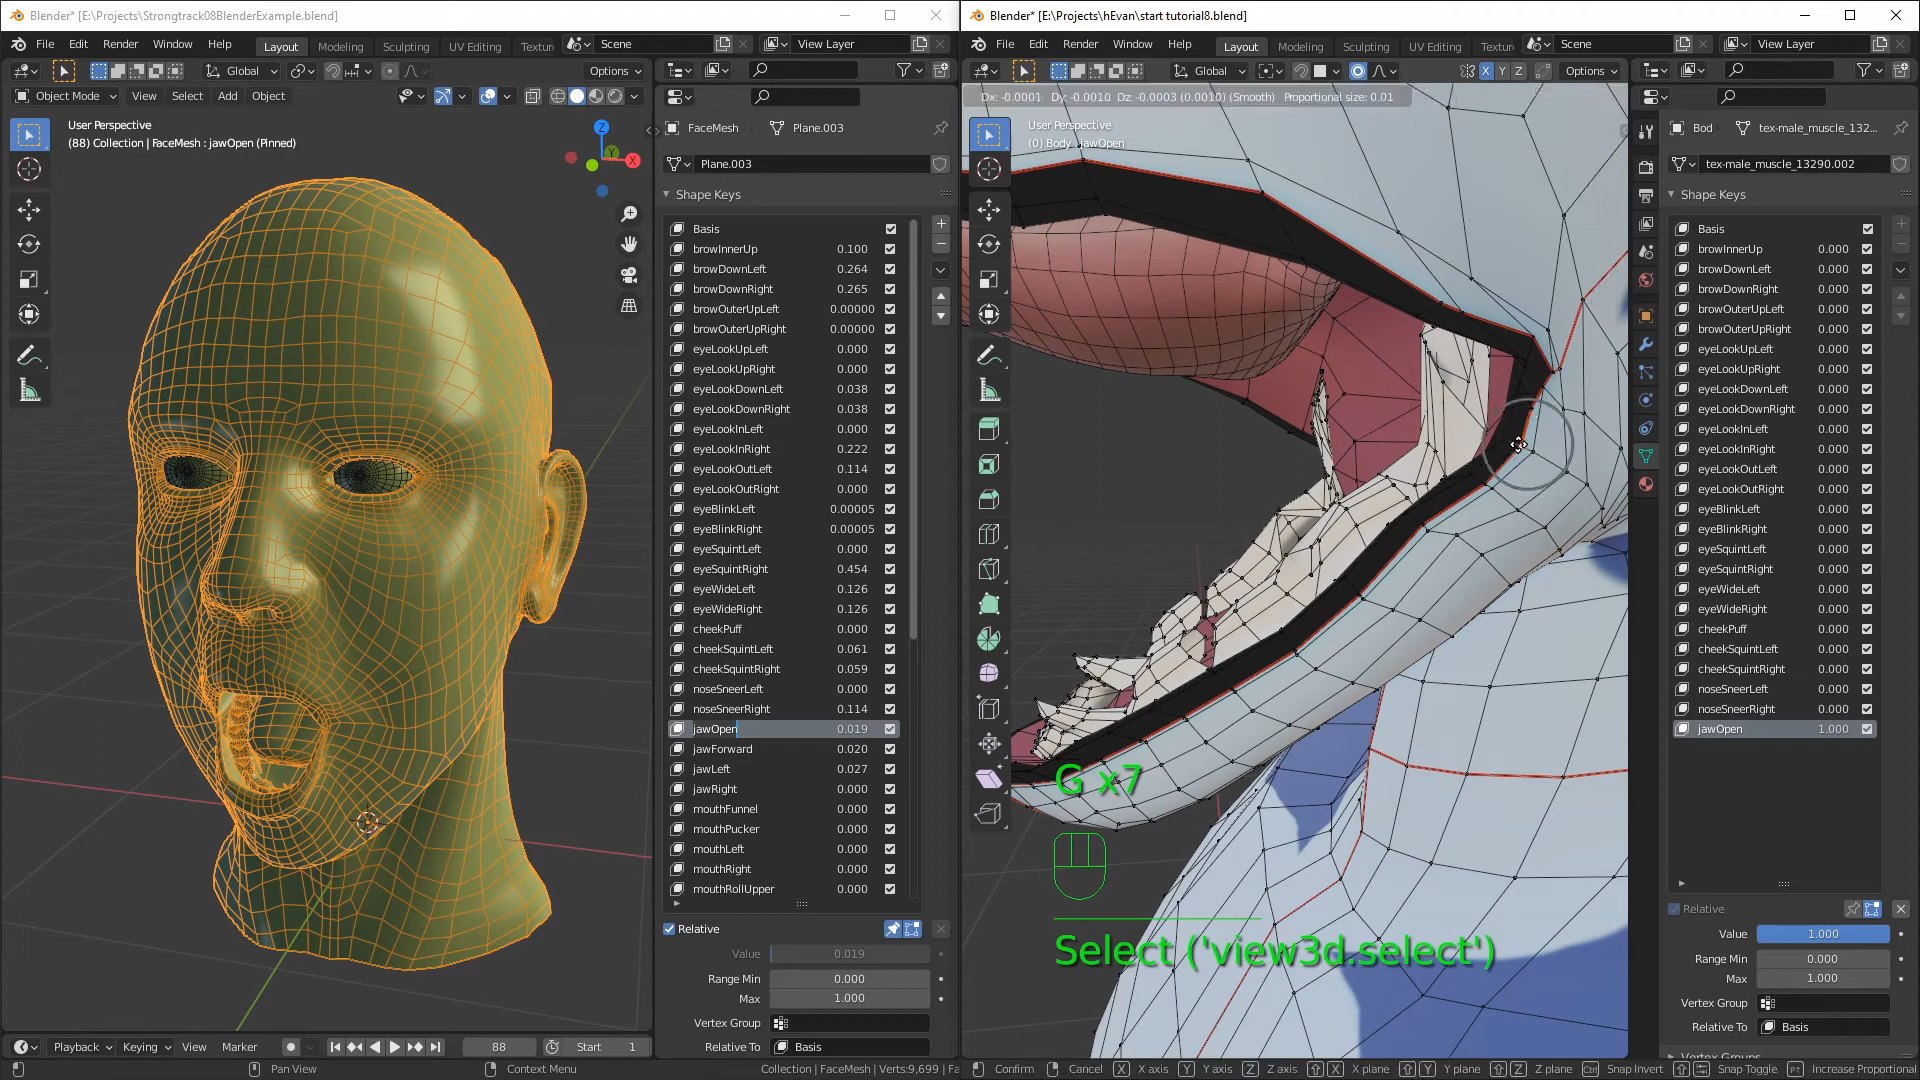 Blender* [E:\Projects\Strongtrack08BlenderExample.blend]
File Edit Render Window Help Layout Modeling Sculpting UV Editing Textur Scene View Layer
Global Options
Object Mode View Select Add Object
User Perspective
(88) Collection | FaceMesh : jawOpen (Pinned)
Z
Y
X
FaceMesh Plane.003
Plane.003
Shape Keys
Basis
browInnerUp 0.100
browDownLeft 0.264
browDownRight 0.265
browOuterUpLeft 0.00000
browOuterUpRight 0.00000
eyeLookUpLeft 0.000
eyeLookUpRight 0.000
eyeLookDownLeft 0.038
eyeLookDownRight 0.038
eyeLookInLeft 0.000
eyeLookInRight 0.222
eyeLookOutLeft 0.114
eyeLookOutRight 0.000
eyeBlinkLeft 0.00005
eyeBlinkRight 0.00005
eyeSquintLeft 0.000
eyeSquintRight 0.454
eyeWideLeft 0.126
eyeWideRight 0.126
cheekPuff 0.000
cheekSquintLeft 0.061
cheekSquintRight 0.059
noseSneerLeft 0.000
noseSneerRight 0.114
jawOpen 0.019
jawForward 0.020
jawLeft 0.027
jawRight 0.000
mouthFunnel 0.000
mouthPucker 0.000
mouthLeft 0.000
mouthRight 0.000
mouthRollUpper 0.000
Relative
Value 0.019
Range Min 0.000
Max 1.000
Vertex Group
Relative To Basis
Playback Keying View Marker 88 Start 1
Pan View Context Menu Collection | FaceMesh | Verts:9,699 | Fa
Blender* [E:\Projects\hEvan\start tutorial8.blend]
File Edit Render Window Help Layout Modeling Sculpting UV Editing Textur Scene View Layer
Global X Y Z Options
Dx: -0.0001 Dy: -0.0010 Dz: -0.0003 (0.0010) (Smooth) Proportional size: 0.01
User Perspective
(0) Body : jawOpen
G x7
Select ('view3d.select')
Bod tex-male_muscle_132...
tex-male_muscle_13290.002
Shape Keys
Basis
browInnerUp 0.000
browDownLeft 0.000
browDownRight 0.000
browOuterUpLeft 0.000
browOuterUpRight 0.000
eyeLookUpLeft 0.000
eyeLookUpRight 0.000
eyeLookDownLeft 0.000
eyeLookDownRight 0.000
eyeLookInLeft 0.000
eyeLookInRight 0.000
eyeLookOutLeft 0.000
eyeLookOutRight 0.000
eyeBlinkLeft 0.000
eyeBlinkRight 0.000
eyeSquintLeft 0.000
eyeSquintRight 0.000
eyeWideLeft 0.000
eyeWideRight 0.000
cheekPuff 0.000
cheekSquintLeft 0.000
cheekSquintRight 0.000
noseSneerLeft 0.000
noseSneerRight 0.000
jawOpen 1.000
Relative
Value 1.000
Range Min 0.000
Max 1.000
Vertex Group
Relative To Basis
Vertex Groups
Confirm Cancel X X axis Y Y axis Z Z axis X X plane Y Y plane Z Z plane Ctrl Snap Invert Snap Toggle Increase Proportional